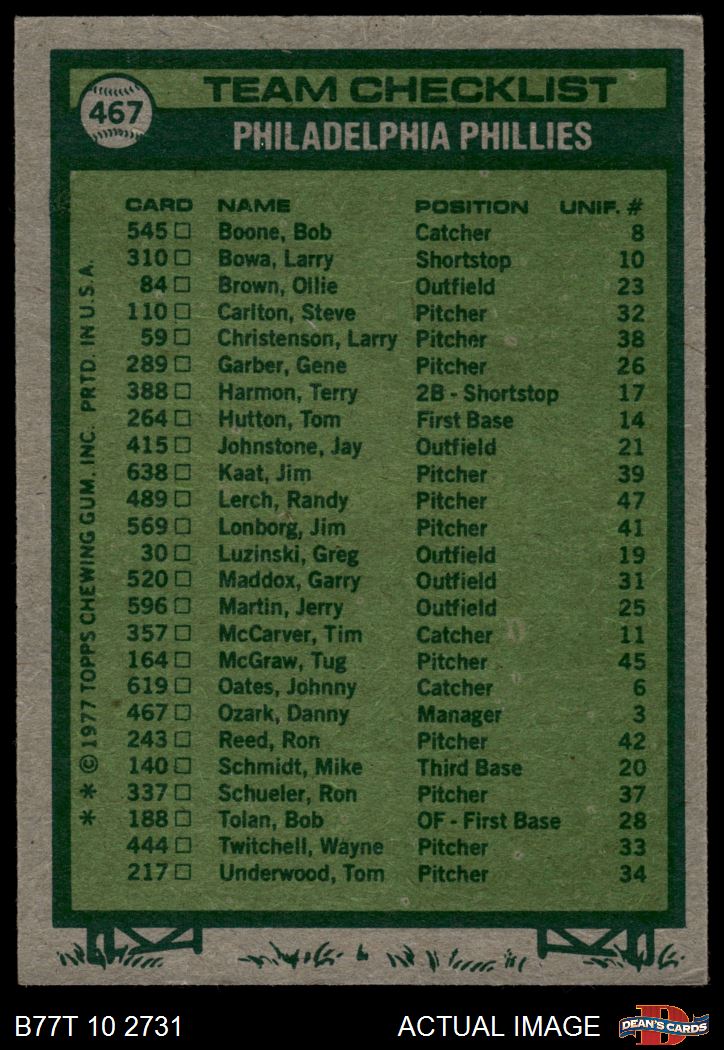 467
TEAM CHECKLIST
PHILADELPHIA PHILLIES
CARD NAME POSITION UNIF. #
545 □ Boone, Bob Catcher 8
310 □ Bowa, Larry Shortstop 10
84 □ Brown, Ollie Outfield 23
110 □ Carlton, Steve Pitcher 32
59 □ Christenson, Larry Pitcher 38
289 □ Garber, Gene Pitcher 26
388 □ Harmon, Terry 2B - Shortstop 17
264 □ Hutton, Tom First Base 14
415 □ Johnstone, Jay Outfield 21
638 □ Kaat, Jim Pitcher 39
489 □ Lerch, Randy Pitcher 47
569 □ Lonborg, Jim Pitcher 41
30 □ Luzinski, Greg Outfield 19
520 □ Maddox, Garry Outfield 31
596 □ Martin, Jerry Outfield 25
357 □ McCarver, Tim Catcher 11
164 □ McGraw, Tug Pitcher 45
619 □ Oates, Johnny Catcher 6
467 □ Ozark, Danny Manager 3
243 □ Reed, Ron Pitcher 42
140 □ Schmidt, Mike Third Base 20
337 □ Schueler, Ron Pitcher 37
188 □ Tolan, Bob OF - First Base 28
444 □ Twitchell, Wayne Pitcher 33
217 □ Underwood, Tom Pitcher 34
* * © 1977 TOPPS CHEWING GUM, INC. PRTD. IN U.S.A.
B77T 10 2731 ACTUAL IMAGE
D
DEAN'S CARDS